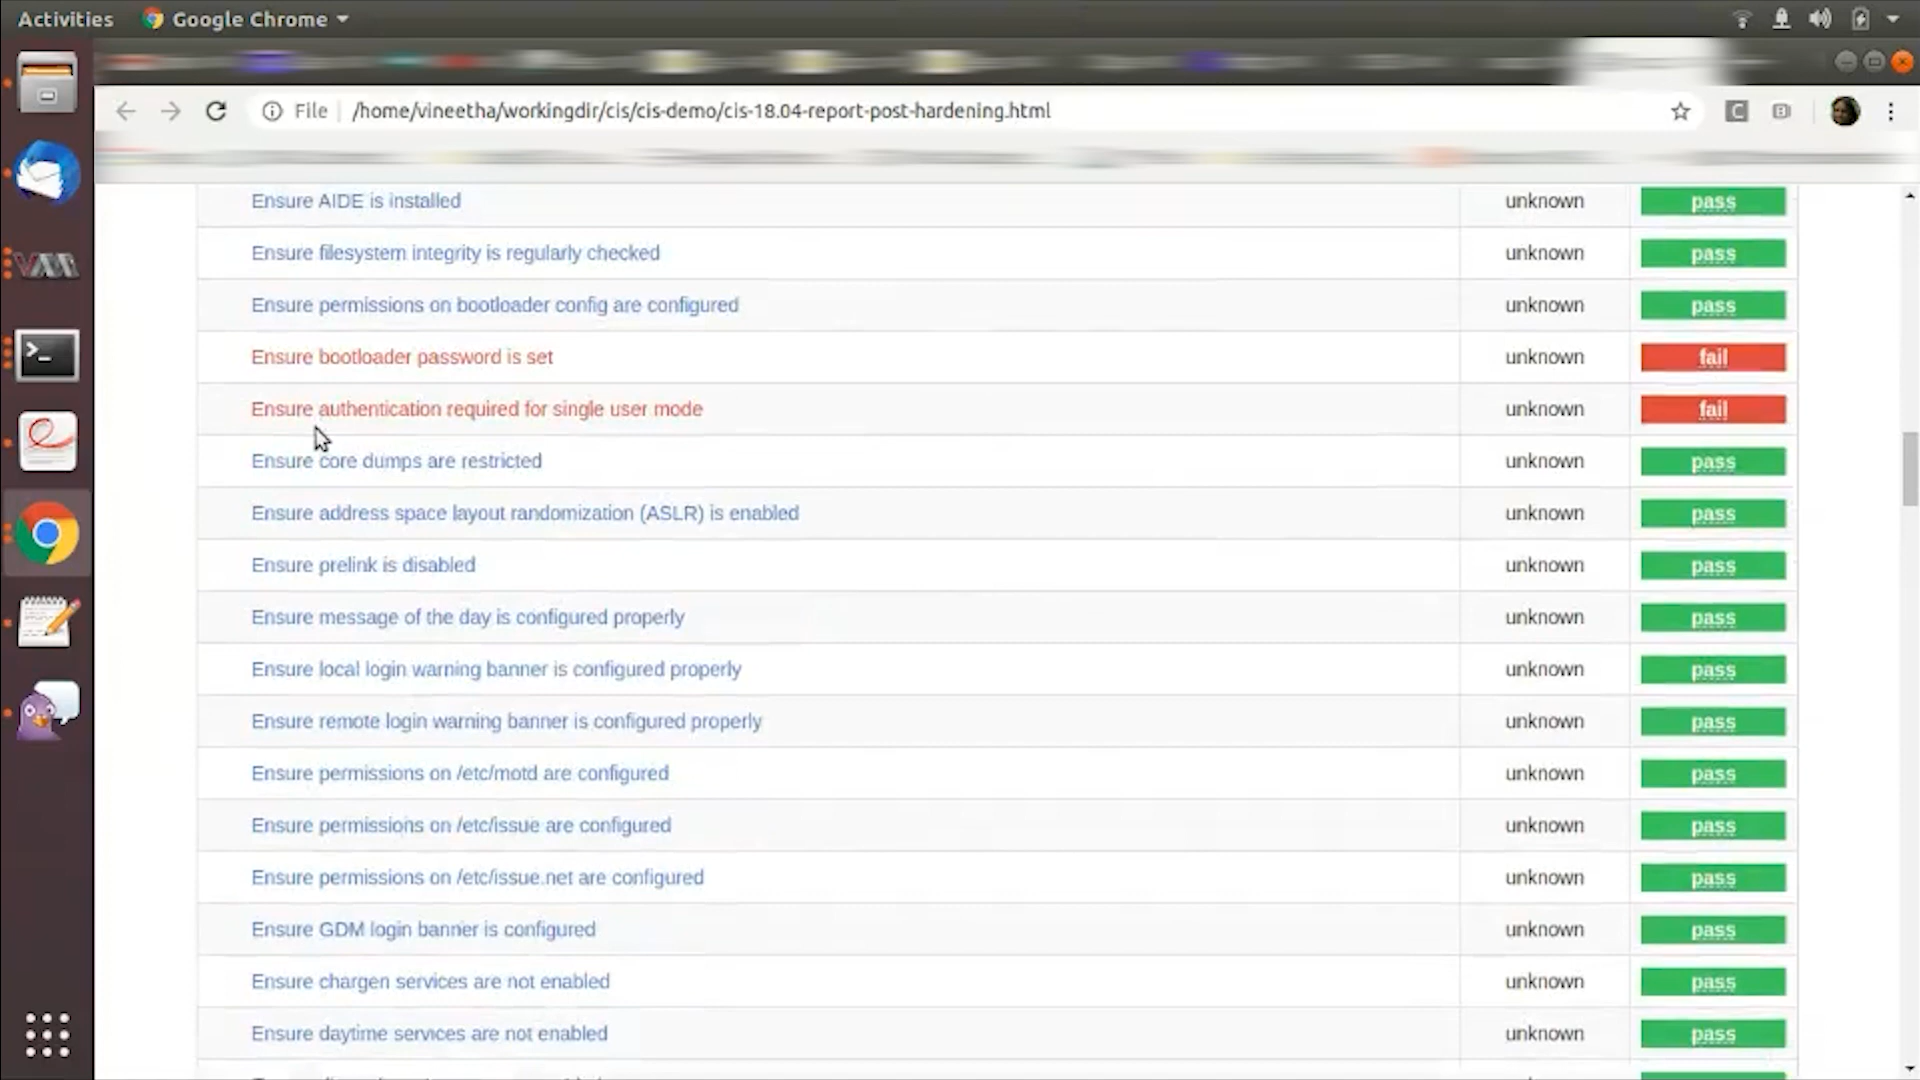 Activities Google Chrome
File /home/vineetha/workingdir/cis/cis-demo/cis-18.04-report-post-hardening.html
Ensure AIDE is installed unknown pass
Ensure filesystem integrity is regularly checked unknown pass
Ensure permissions on bootloader config are configured unknown pass
Ensure bootloader password is set unknown fail
Ensure authentication required for single user mode unknown fail
Ensure core dumps are restricted unknown pass
Ensure address space layout randomization (ASLR) is enabled unknown pass
Ensure prelink is disabled unknown pass
Ensure message of the day is configured properly unknown pass
Ensure local login warning banner is configured properly unknown pass
Ensure remote login warning banner is configured properly unknown pass
Ensure permissions on /etc/motd are configured unknown pass
Ensure permissions on /etc/issue are configured unknown pass
Ensure permissions on /etc/issue.net are configured unknown pass
Ensure GDM login banner is configured unknown pass
Ensure chargen services are not enabled unknown pass
Ensure daytime services are not enabled unknown pass